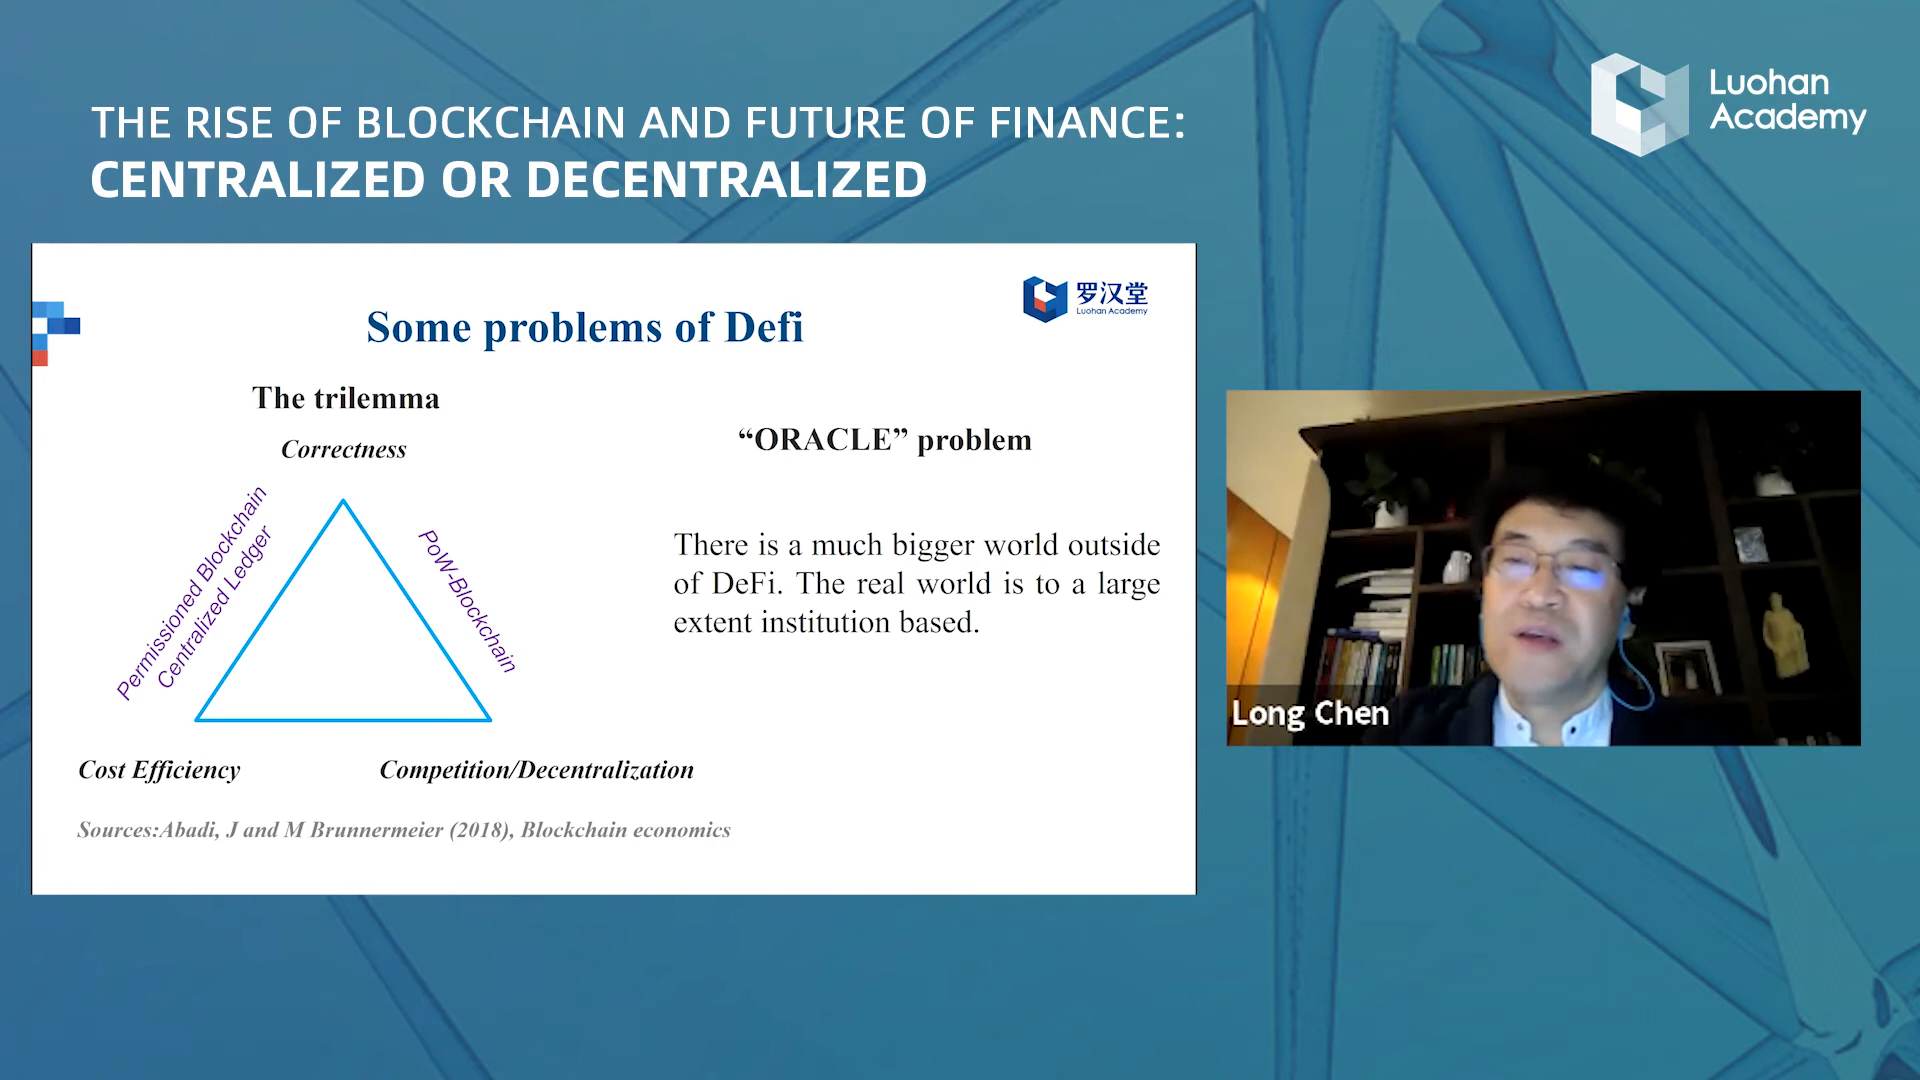 THE RISE OF BLOCKCHAIN AND FUTURE OF FINANCE:
CENTRALIZED OR DECENTRALIZED
Luohan
Academy
罗汉堂
Luohan Academy
Some problems of Defi
The trilemma
Correctness
Permissioned Blockchain
Centralized Ledger
PoW-Blockchain
Cost Efficiency
Competition/Decentralization
Sources:Abadi, J and M Brunnermeier (2018), Blockchain economics
“ORACLE” problem
There is a much bigger world outside
of DeFi. The real world is to a large
extent institution based.
Long Chen